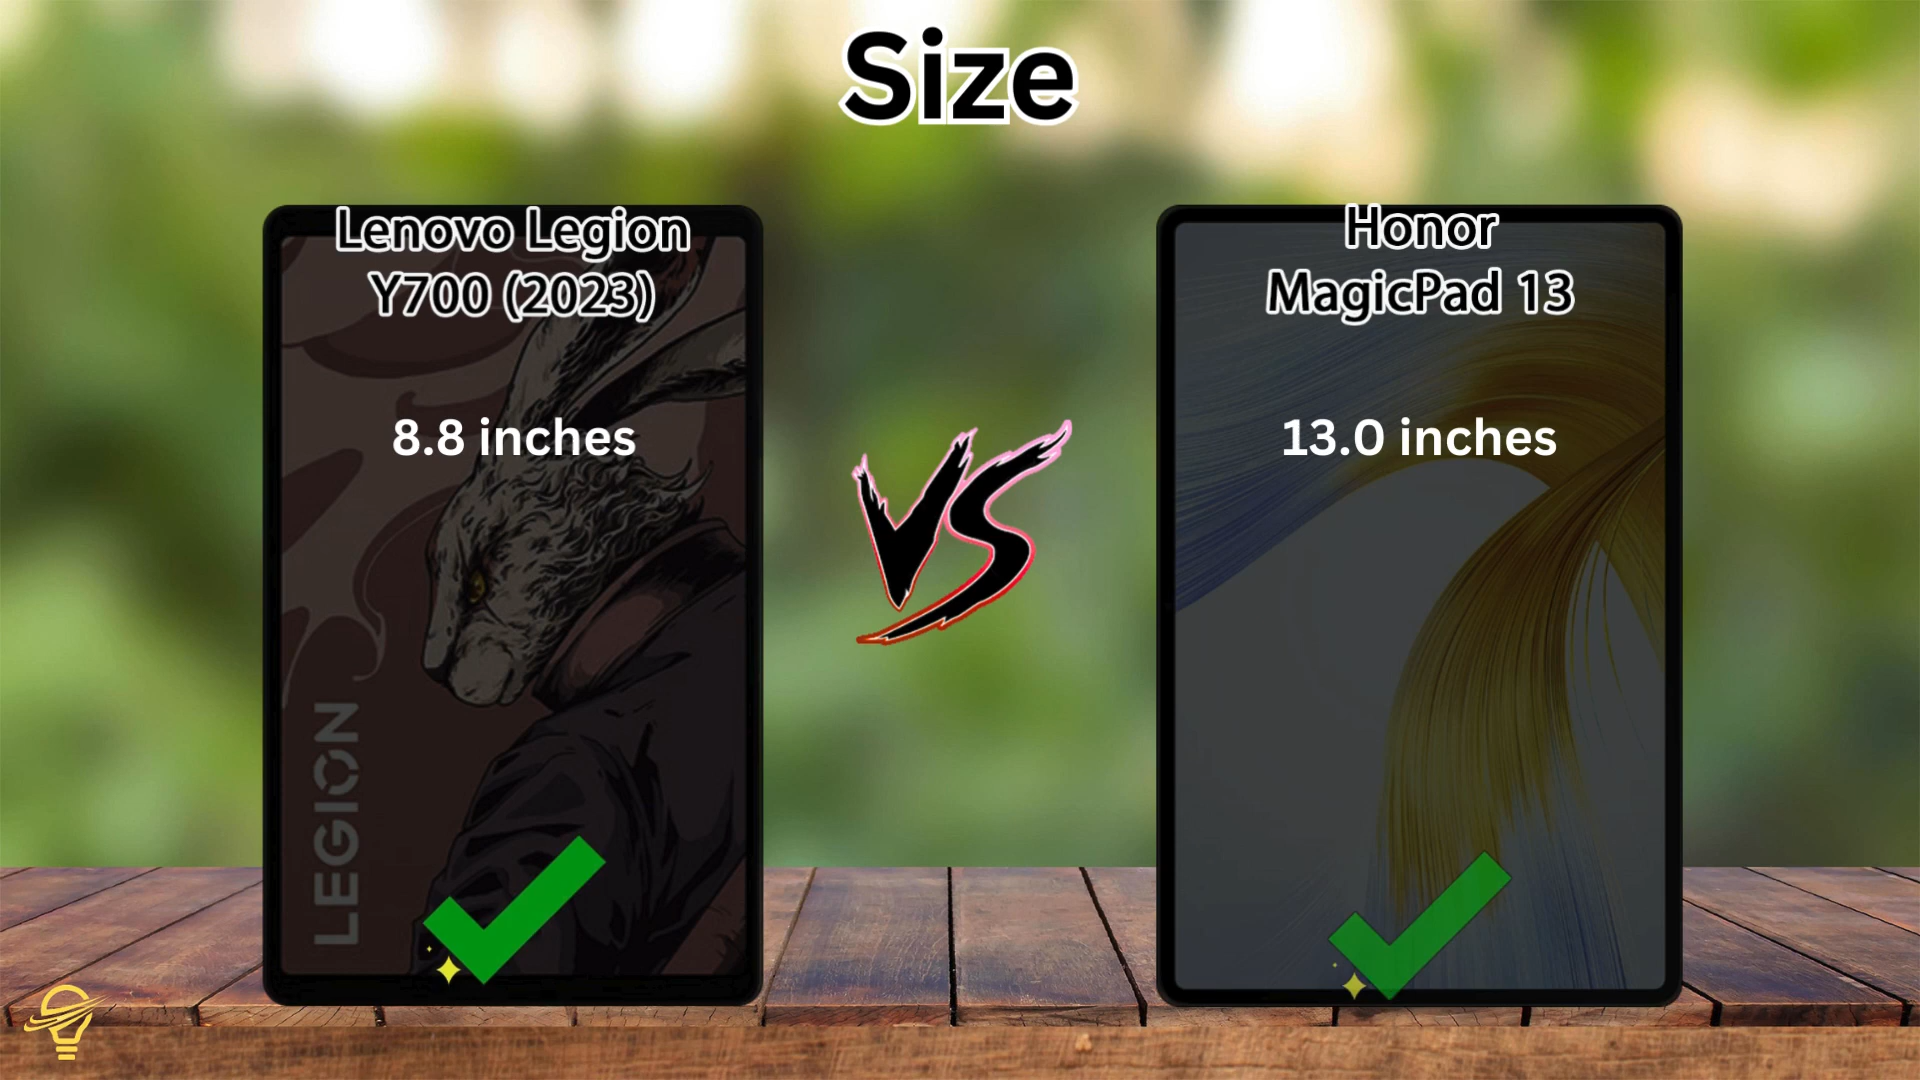 Size
Lenovo Legion
Y700 (2023)
8.8 inches
LEGION
VS
Honor
MagicPad 13
13.0 inches